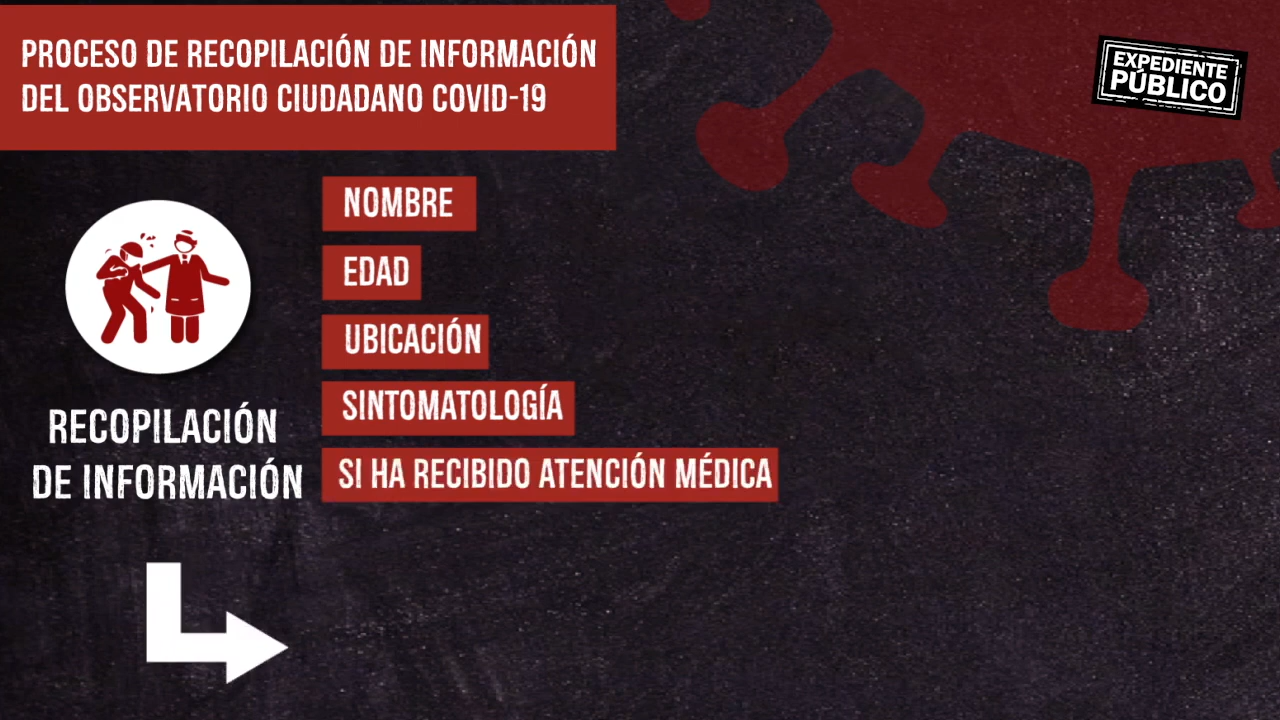 PROCESO DE RECOPILACIÓN DE INFORMACIÓN
DEL OBSERVATORIO CIUDADANO COVID-19
EXPEDIENTE
PÚBLICO
NOMBRE
EDAD
UBICACIÓN
SINTOMATOLOGÍA
SI HA RECIBIDO ATENCIÓN MÉDICA
RECOPILACIÓN
DE INFORMACIÓN